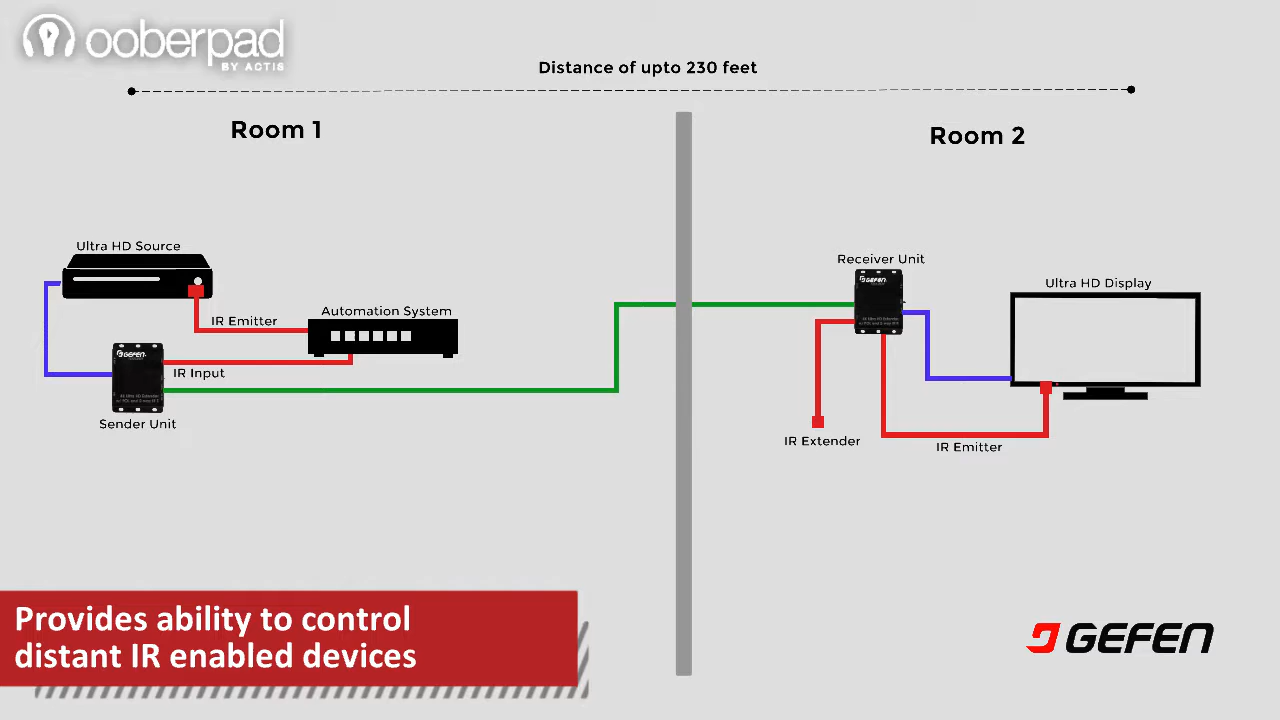 ooberpad
BY ACTIS
Distance of upto 230 feet
Room 1
Room 2
Ultra HD Source
IR Emitter
Automation System
GEFEN
IR Input
Sender Unit
Receiver Unit
GEFEN
Ultra HD Display
IR Extender
IR Emitter
Provides ability to control
distant IR enabled devices
GEFEN